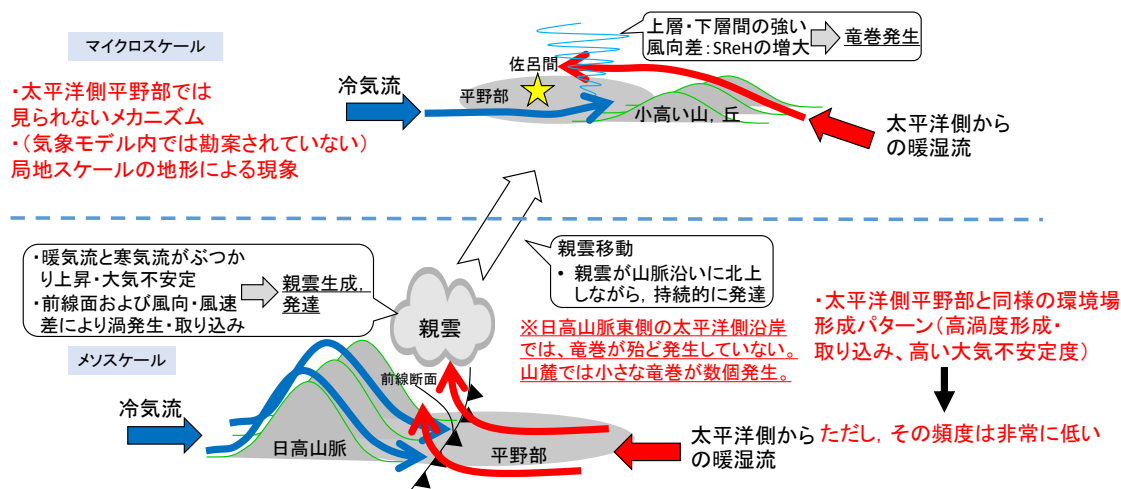 マイクロスケール
・太平洋側平野部では
見られないメカニズム
・（気象モデル内では勘案されていない）
局地スケールの地形による現象
冷気流
平野部
佐呂間
上層・下層間の強い
風向差：SReHの増大
竜巻発生
小高い山，丘
太平洋側から
の暖湿流
・暖気流と寒気流がぶつか
り上昇・大気不安定
・前線面および風向・風速
差により渦発生・取り込み
親雲生成，
発達
親雲
親雲移動
• 親雲が山脈沿いに北上
しながら，持続的に発達
※日高山脈東側の太平洋側沿岸
では、竜巻が殆ど発生していない。
山麓では小さな竜巻が数個発生。
・太平洋側平野部と同様の環境場
形成パターン（高渦度形成・
取り込み、高い大気不安定度）
メソスケール
冷気流
日高山脈
前線断面
平野部
太平洋側から
の暖湿流
ただし，その頻度は非常に低い